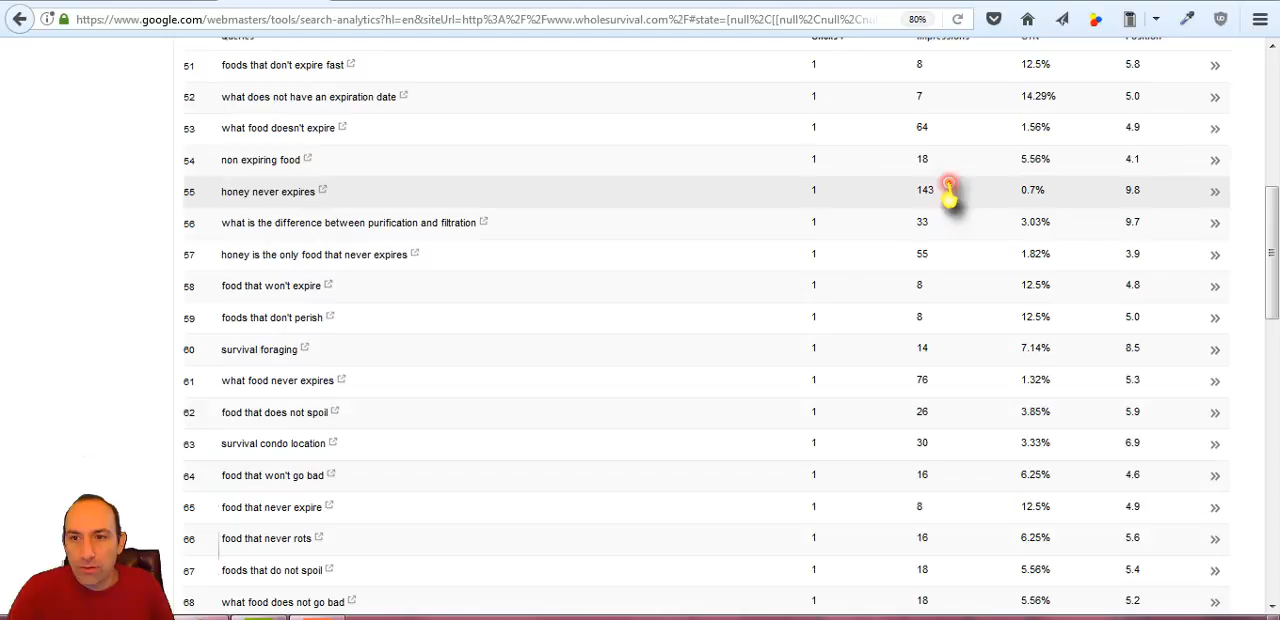 https://www.google.com/webmasters/tools/search-analytics?hl=en&siteUrl=http%3A%2F%2Fwww.wholesurvival.com%2F#state=[null%2C[[null%2Cnull%2Cnu 80%
Queries Clicks Impressions CTR Position
51 foods that don't expire fast 1 8 12.5% 5.8 »
52 what does not have an expiration date 1 7 14.29% 5.0 »
53 what food doesn't expire 1 64 1.56% 4.9 »
54 non expiring food 1 18 5.56% 4.1 »
55 honey never expires 1 143 0.7% 9.8 »
56 what is the difference between purification and filtration 1 33 3.03% 9.7 »
57 honey is the only food that never expires 1 55 1.82% 3.9 »
58 food that won't expire 1 8 12.5% 4.8 »
59 foods that don't perish 1 8 12.5% 5.0 »
60 survival foraging 1 14 7.14% 8.5 »
61 what food never expires 1 76 1.32% 5.3 »
62 food that does not spoil 1 26 3.85% 5.9 »
63 survival condo location 1 30 3.33% 6.9 »
64 food that won't go bad 1 16 6.25% 4.6 »
65 food that never expire 1 8 12.5% 4.9 »
66 food that never rots 1 16 6.25% 5.6 »
67 foods that do not spoil 1 18 5.56% 5.4 »
68 what food does not go bad 1 18 5.56% 5.2 »